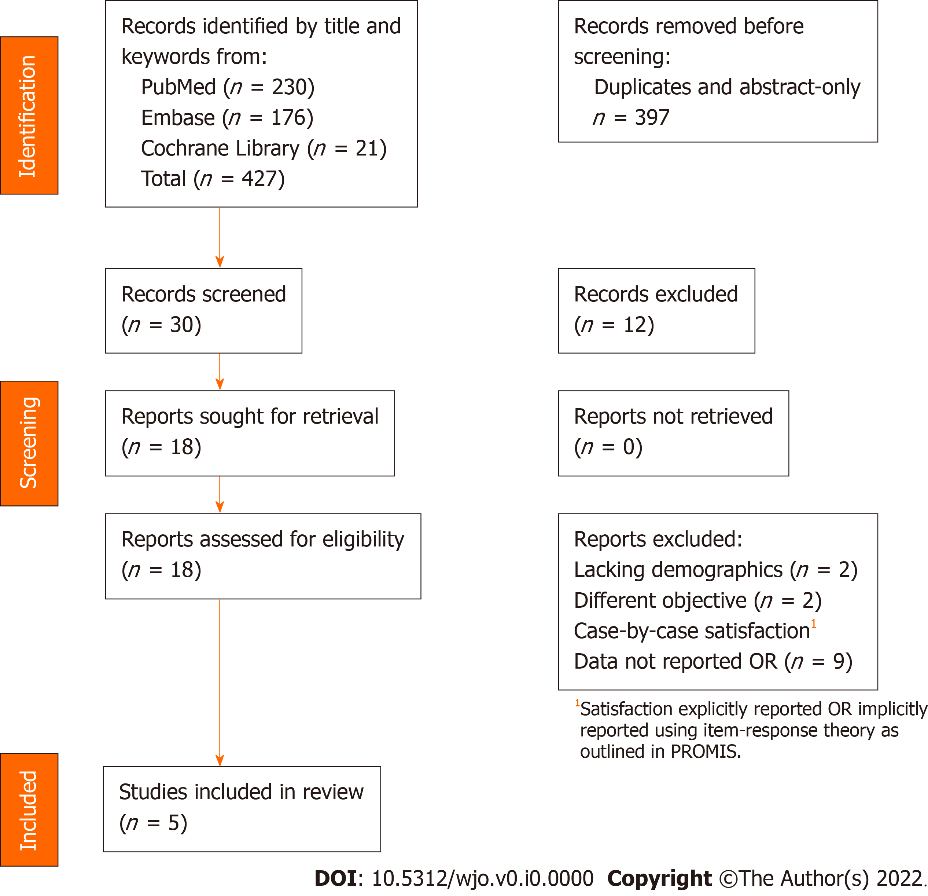 Identification
Records identified by title and
keywords from:
PubMed (n = 230)
Embase (n = 176)
Cochrane Library (n = 21)
Total (n = 427)
Records removed before
screening:
Duplicates and abstract-only
n = 397
Screening
Records screened
(n = 30)
Records excluded
(n = 12)
Reports sought for retrieval
(n = 18)
Reports not retrieved
(n = 0)
Reports assessed for eligibility
(n = 18)
Reports excluded:
Lacking demographics (n = 2)
Different objective (n = 2)
Case-by-case satisfaction¹
Data not reported OR (n = 9)
¹Satisfaction explicitly reported OR implicitly
reported using item-response theory as
outlined in PROMIS.
Included
Studies included in review
(n = 5)
DOI: 10.5312/wjo.v0.i0.0000 Copyright ©The Author(s) 2022.